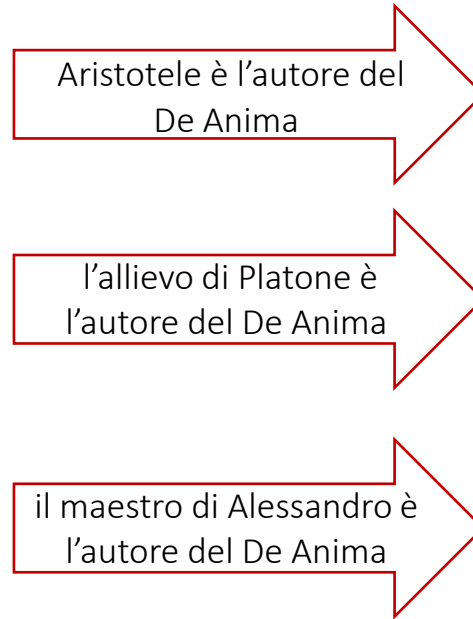 Aristotele è l’autore del
De Anima
l’allievo di Platone è
l’autore del De Anima
il maestro di Alessandro è
l’autore del De Anima